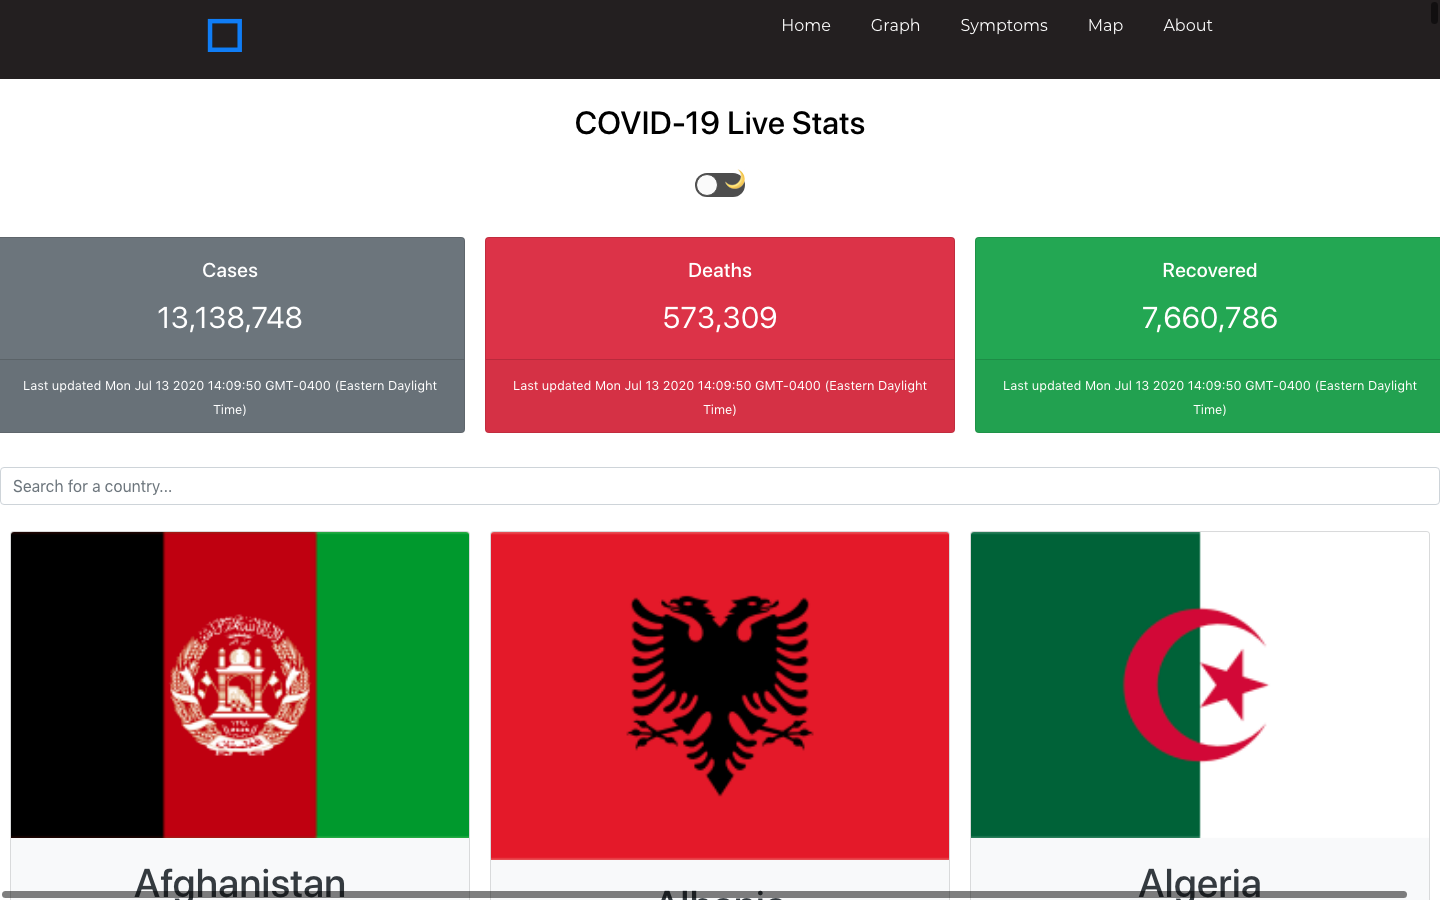 Home Graph Symptoms Map About
COVID-19 Live Stats
Cases
13,138,748
Last updated Mon Jul 13 2020 14:09:50 GMT-0400 (Eastern Daylight
Time)
Deaths
573,309
Last updated Mon Jul 13 2020 14:09:50 GMT-0400 (Eastern Daylight
Time)
Recovered
7,660,786
Last updated Mon Jul 13 2020 14:09:50 GMT-0400 (Eastern Daylight
Time)
Search for a country...
Afghanistan
Albania
Algeria